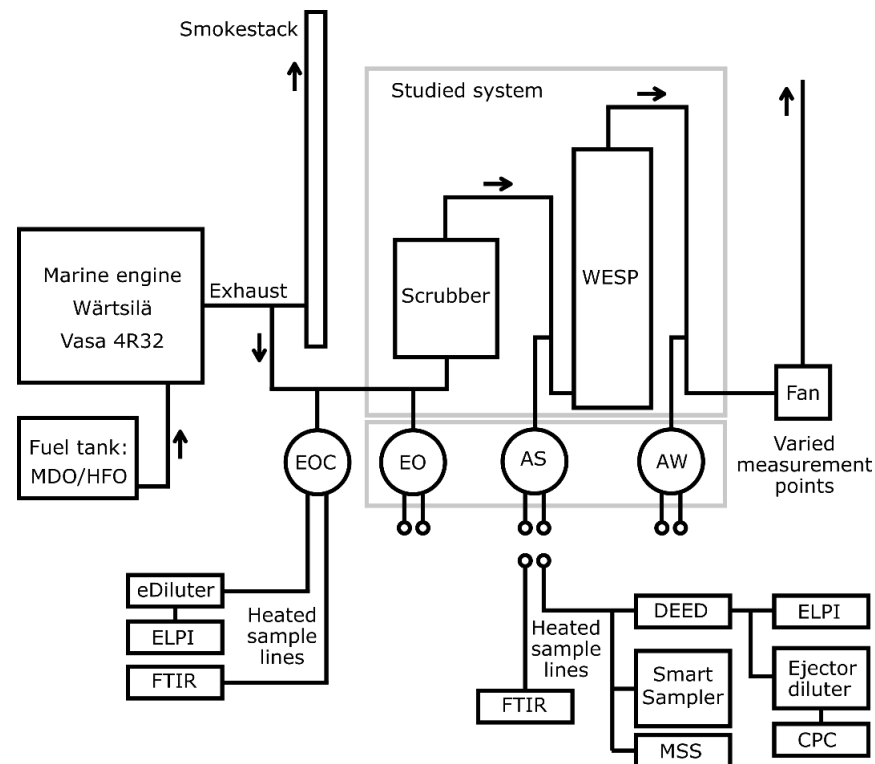 Smokestack
Studied system
Marine engine
Wärtsilä
Vasa 4R32
Exhaust
Scrubber
WESP
Fan
Fuel tank:
MDO/HFO
EOC
EO
AS
AW
Varied
measurement
points
eDiluter
ELPI
FTIR
Heated
sample
lines
Heated
sample
lines
FTIR
DEED
ELPI
Smart
Sampler
Ejector
diluter
MSS
CPC